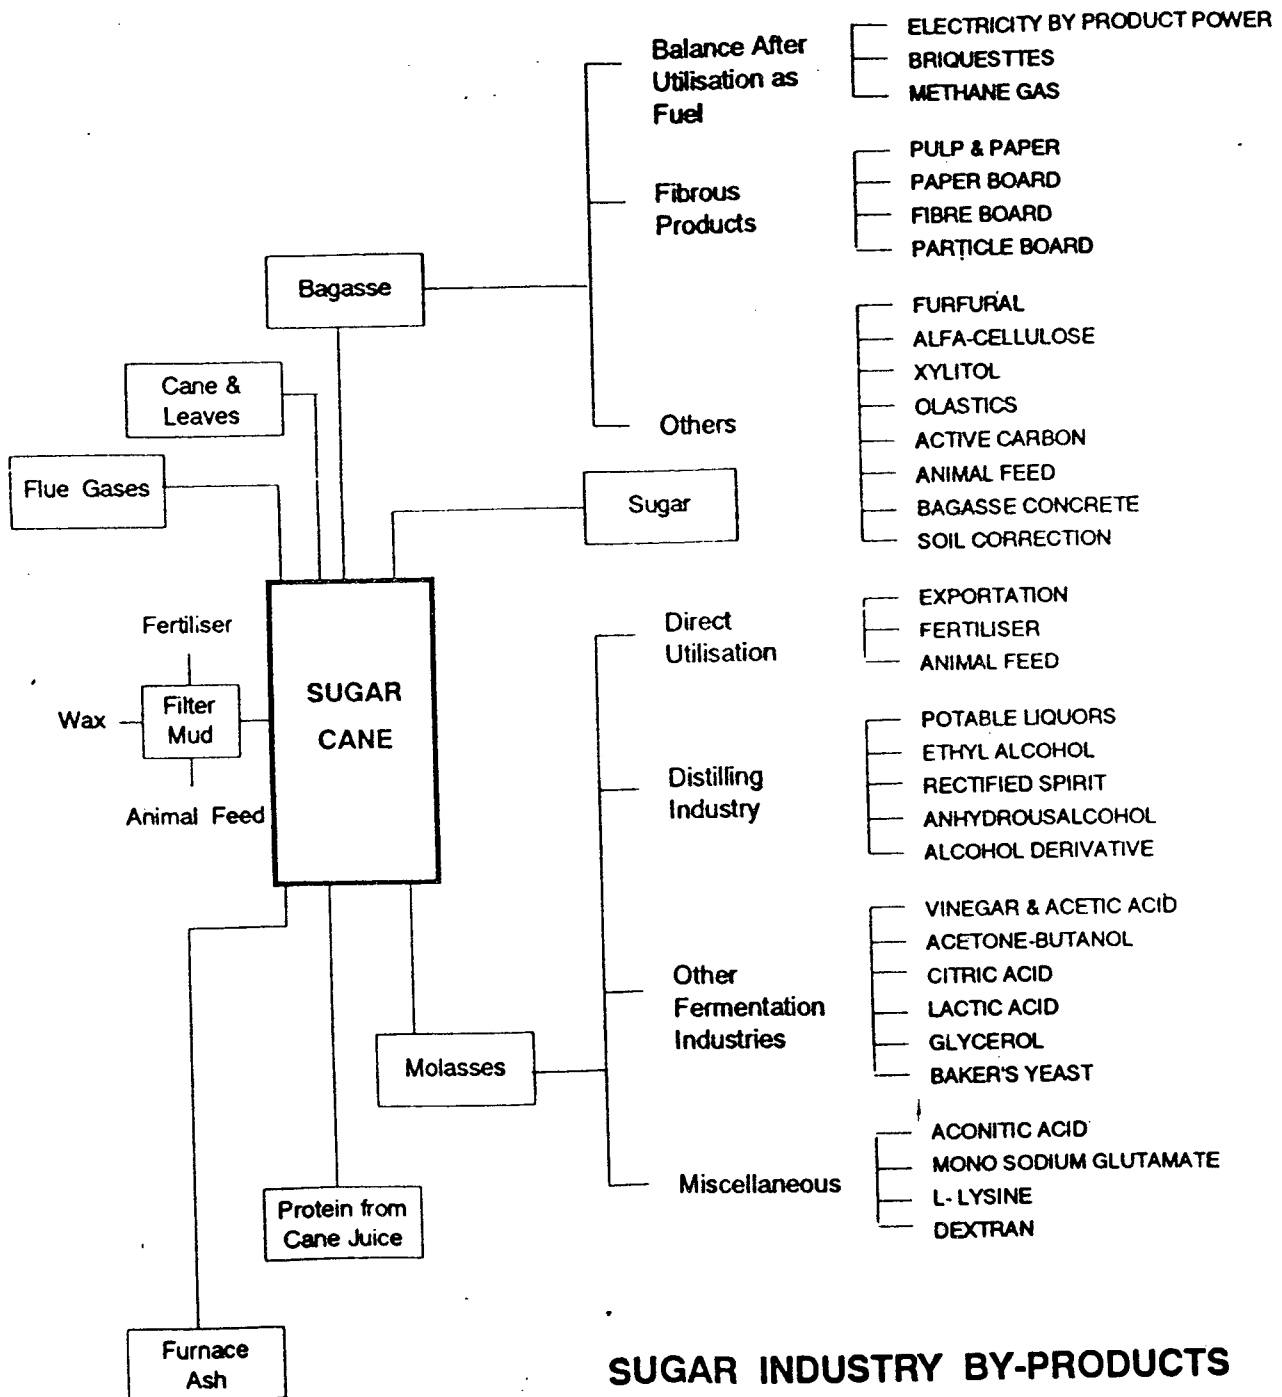 Balance After
Utilisation as
Fuel
ELECTRICITY BY PRODUCT POWER
BRIQUESTTES
METHANE GAS
Fibrous
Products
PULP & PAPER
PAPER BOARD
FIBRE BOARD
PARTICLE BOARD
Bagasse
Others
FURFURAL
ALFA-CELLULOSE
XYLITOL
OLASTICS
ACTIVE CARBON
ANIMAL FEED
BAGASSE CONCRETE
SOIL CORRECTION
Cane &
Leaves
Flue Gases
Sugar
Fertiliser
Wax
Filter
Mud
Animal Feed
SUGAR
CANE
Direct
Utilisation
EXPORTATION
FERTILISER
ANIMAL FEED
Distilling
Industry
POTABLE LIQUORS
ETHYL ALCOHOL
RECTIFIED SPIRIT
ANHYDROUSALCOHOL
ALCOHOL DERIVATIVE
Other
Fermentation
Industries
VINEGAR & ACETIC ACID
ACETONE-BUTANOL
CITRIC ACID
LACTIC ACID
GLYCEROL
BAKER'S YEAST
Molasses
Miscellaneous
ACONITIC ACID
MONO SODIUM GLUTAMATE
L-LYSINE
DEXTRAN
Protein from
Cane Juice
Furnace
Ash
SUGAR INDUSTRY BY-PRODUCTS